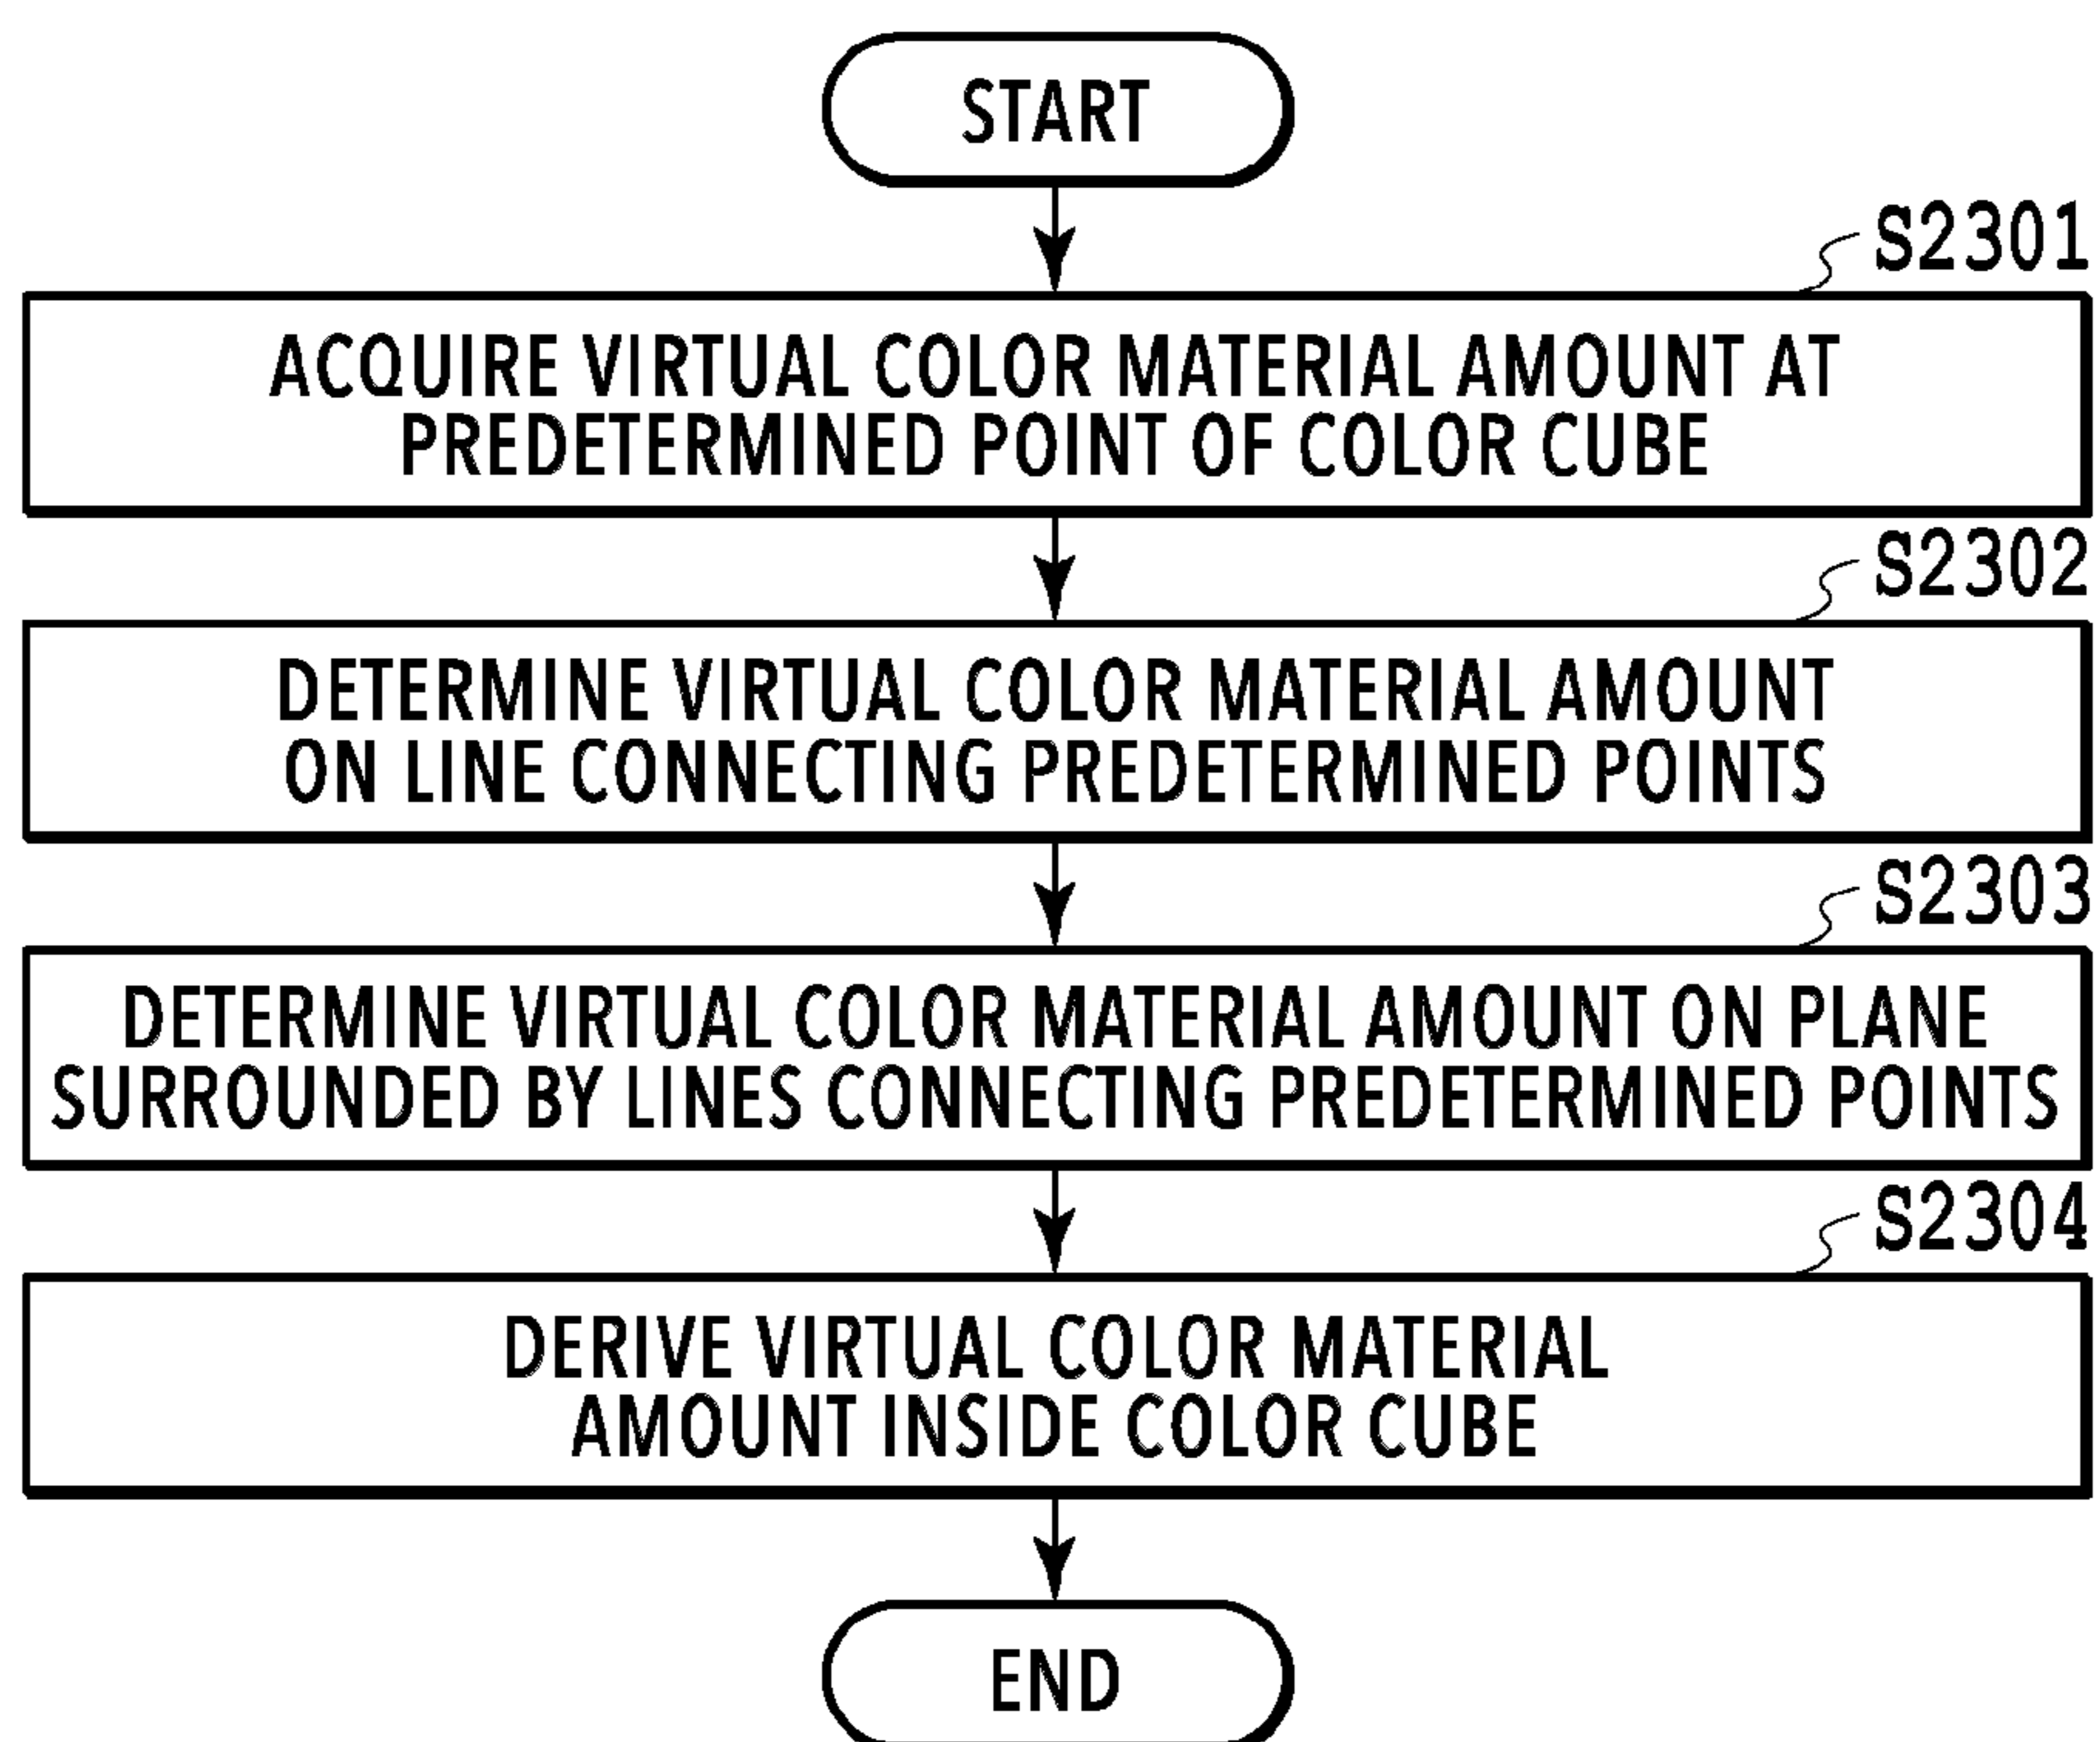 START
S2301
ACQUIRE VIRTUAL COLOR MATERIAL AMOUNT AT
PREDETERMINED POINT OF COLOR CUBE
S2302
DETERMINE VIRTUAL COLOR MATERIAL AMOUNT
ON LINE CONNECTING PREDETERMINED POINTS
S2303
DETERMINE VIRTUAL COLOR MATERIAL AMOUNT ON PLANE
SURROUNDED BY LINES CONNECTING PREDETERMINED POINTS
S2304
DERIVE VIRTUAL COLOR MATERIAL
AMOUNT INSIDE COLOR CUBE
END